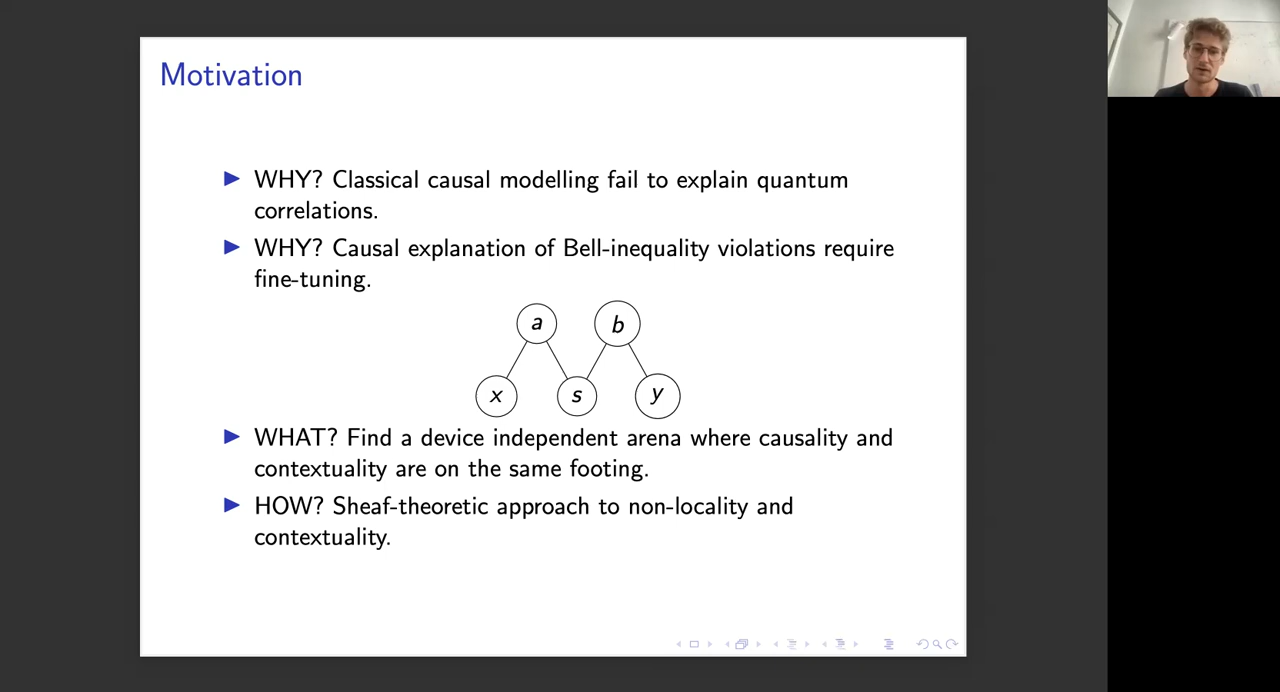 Motivation
WHY? Classical causal modelling fail to explain quantum
correlations.
WHY? Causal explanation of Bell-inequality violations require
fine-tuning.
a b
x s y
WHAT? Find a device independent arena where causality and
contextuality are on the same footing.
HOW? Sheaf-theoretic approach to non-locality and
contextuality.